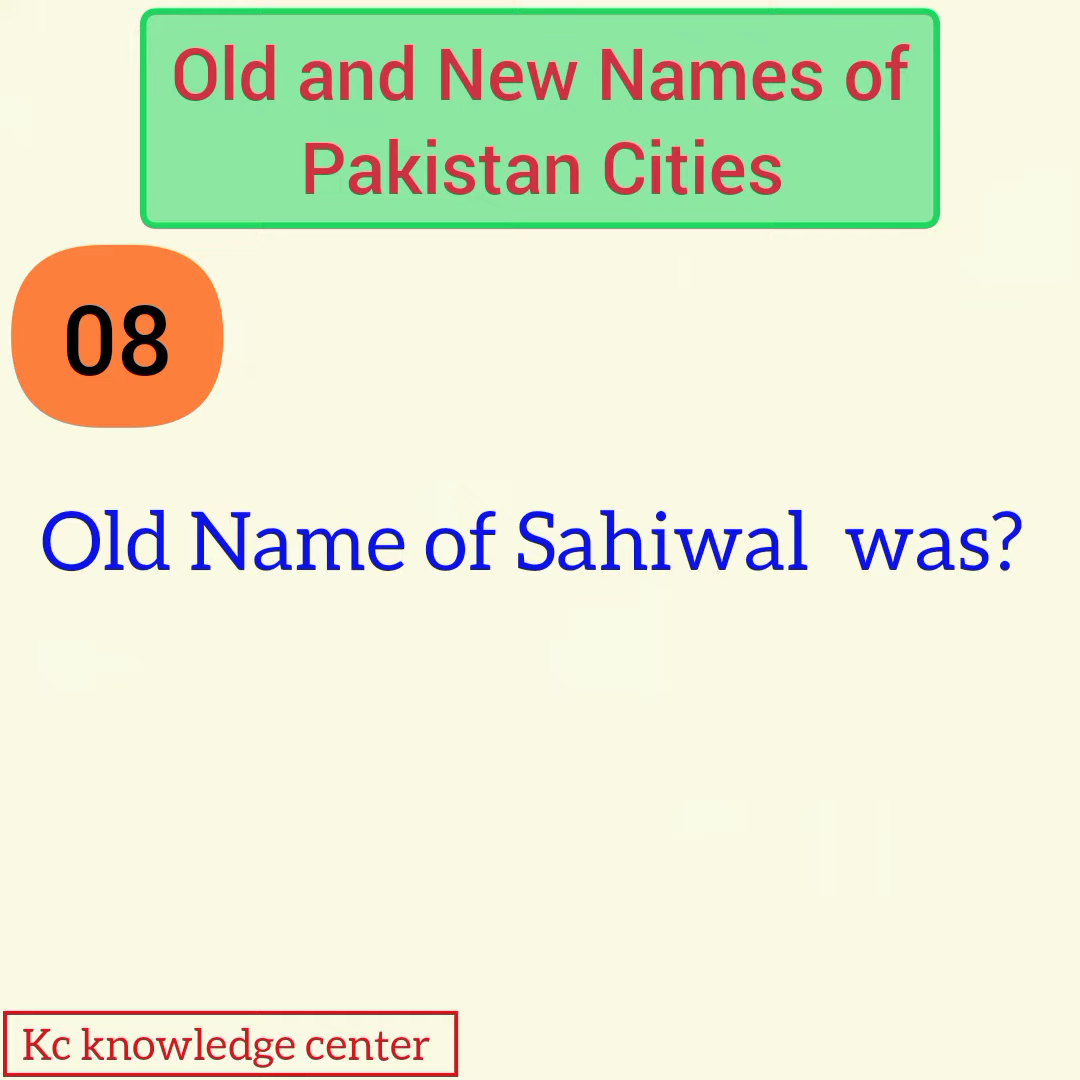 Old and New Names of
Pakistan Cities
08
Old Name of Sahiwal was?
Kc knowledge center